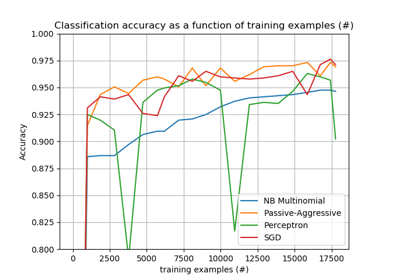 Classification accuracy as a function of training examples (#)
1.000
0.975
0.950
0.925
0.900
0.875
0.850
0.825
0.800
Accuracy
NB Multinomial
Passive-Aggressive
Perceptron
SGD
0 2500 5000 7500 10000 12500 15000 17500
training examples (#)